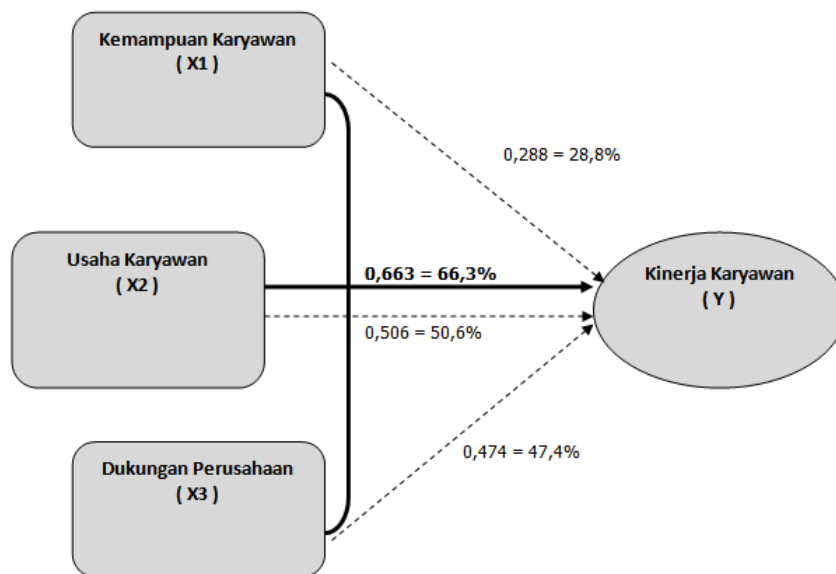 Kemampuan Karyawan
( X1 )
0,288 = 28,8%
Usaha Karyawan
( X2 )
0,663 = 66,3%
0,506 = 50,6%
Kinerja Karyawan
( Y )
Dukungan Perusahaan
( X3 )
0,474 = 47,4%